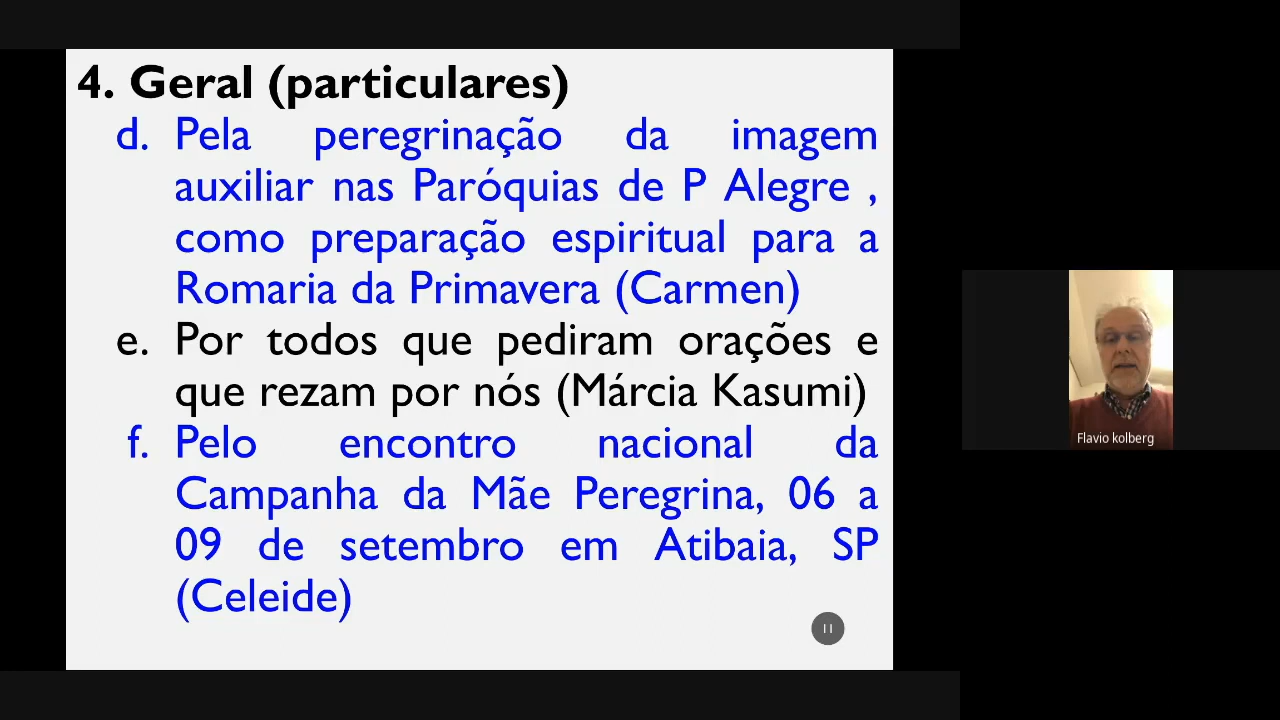 4. Geral (particulares)
d. Pela peregrinação da imagem
auxiliar nas Paróquias de P Alegre ,
como preparação espiritual para a
Romaria da Primavera (Carmen)
e. Por todos que pediram orações e
que rezam por nós (Márcia Kasumi)
f. Pelo encontro nacional da
Campanha da Mãe Peregrina, 06 a
09 de setembro em Atibaia, SP
(Celeide)
11
Flavio kolberg